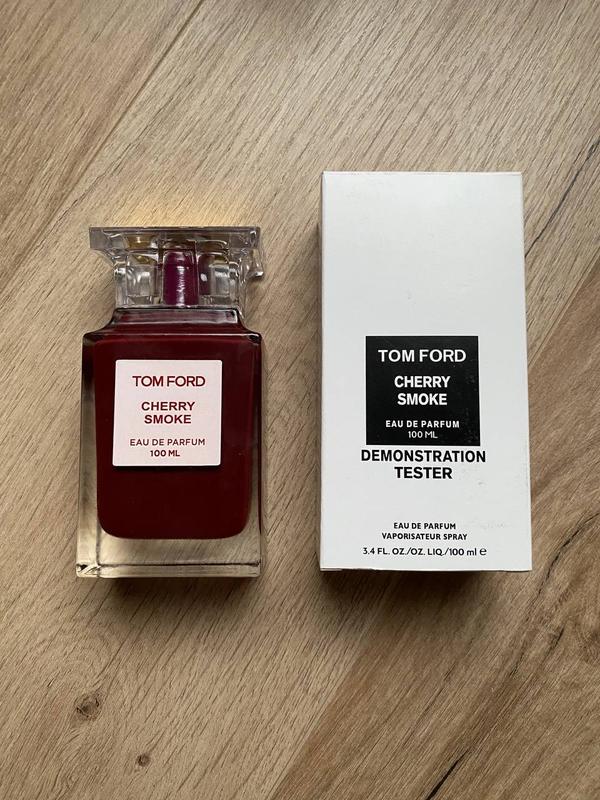 TOM FORD
CHERRY
SMOKE
EAU DE PARFUM
100 ML
TOM FORD
CHERRY
SMOKE
EAU DE PARFUM
100 ML
DEMONSTRATION
TESTER
EAU DE PARFUM
VAPORISATEUR SPRAY
3.4 FL. OZ./OZ. LIQ./100 ml ℮